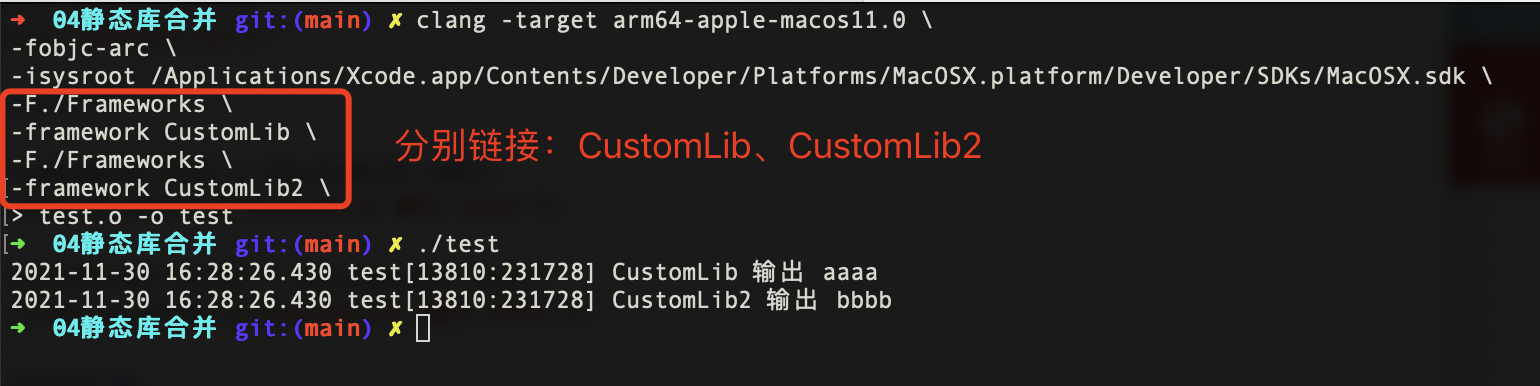 ➜ 04静态库合并 git:(main) ✗ clang -target arm64-apple-macos11.0 \
-fobjc-arc \
-isysroot /Applications/Xcode.app/Contents/Developer/Platforms/MacOSX.platform/Developer/SDKs/MacOSX.sdk \
-F./Frameworks \
-framework CustomLib \
分别链接：CustomLib、CustomLib2
-F./Frameworks \
[-framework CustomLib2 \
[> test.o -o test
[➜ 04静态库合并 git:(main) ✗ ./test
2021-11-30 16:28:26.430 test[13810:231728] CustomLib 输出 aaaa
2021-11-30 16:28:26.430 test[13810:231728] CustomLib2 输出 bbbb
➜ 04静态库合并 git:(main) ✗